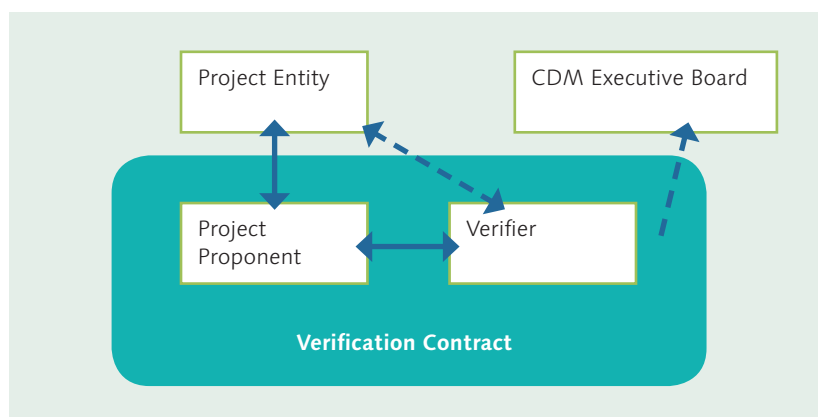 Project Entity
CDM Executive Board
Project
Proponent
Verifier
Verification Contract